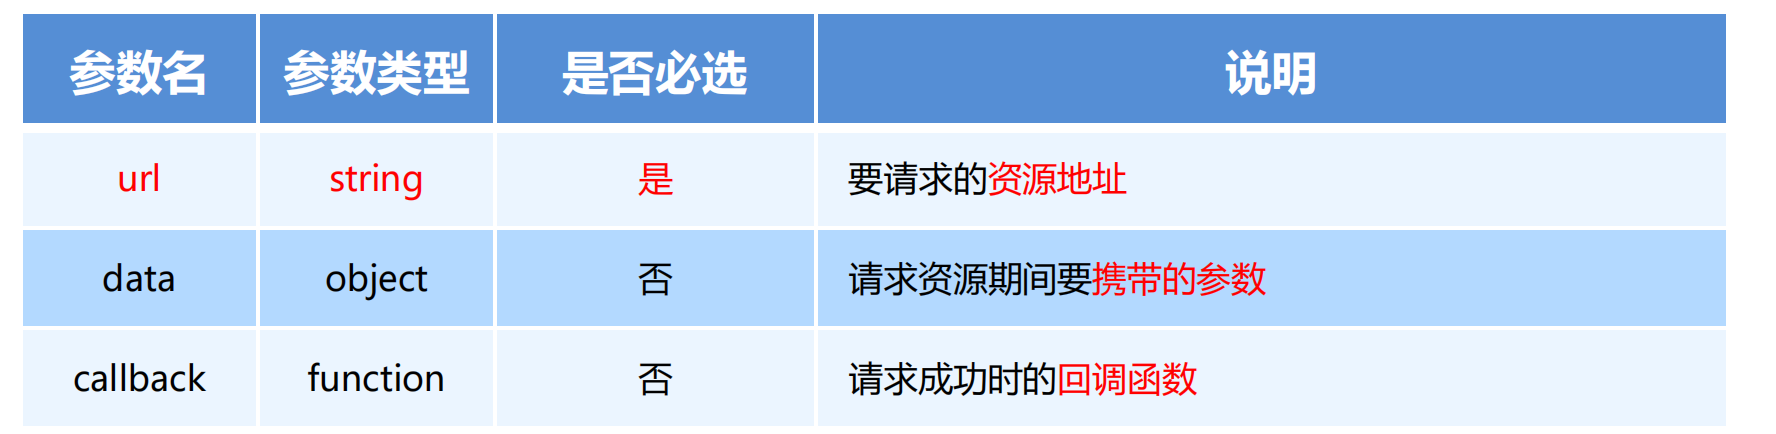 参数名 参数类型 是否必选 说明
url string 是 要请求的资源地址
data object 否 请求资源期间要携带的参数
callback function 否 请求成功时的回调函数